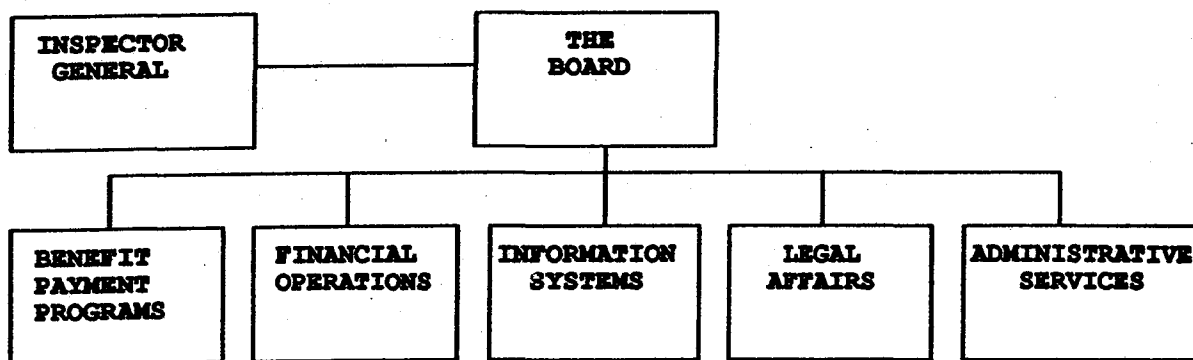 INSPECTOR
GENERAL
THE
BOARD
BENEFIT
PAYMENT
PROGRAMS
FINANCIAL
OPERATIONS
INFORMATION
SYSTEMS
LEGAL
AFFAIRS
ADMINISTRATIVE
SERVICES